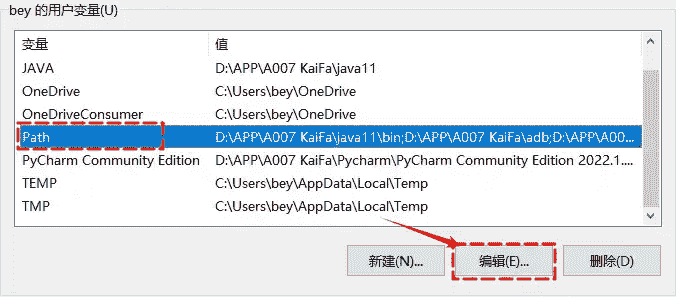 bey 的用户变量(U)
变量 值
JAVA D:\APP\A007 KaiFa\java11
OneDrive C:\Users\bey\OneDrive
OneDriveConsumer C:\Users\bey\OneDrive
Path D:\APP\A007 KaiFa\java11\bin;D:\APP\A007 KaiFa\adb;D:\APP\A00...
PyCharm Community Edition D:\APP\A007 KaiFa\Pycharm\PyCharm Community Edition 2022.1....
TEMP C:\Users\bey\AppData\Local\Temp
TMP C:\Users\bey\AppData\Local\Temp
新建(N)... 编辑(E)... 删除(D)